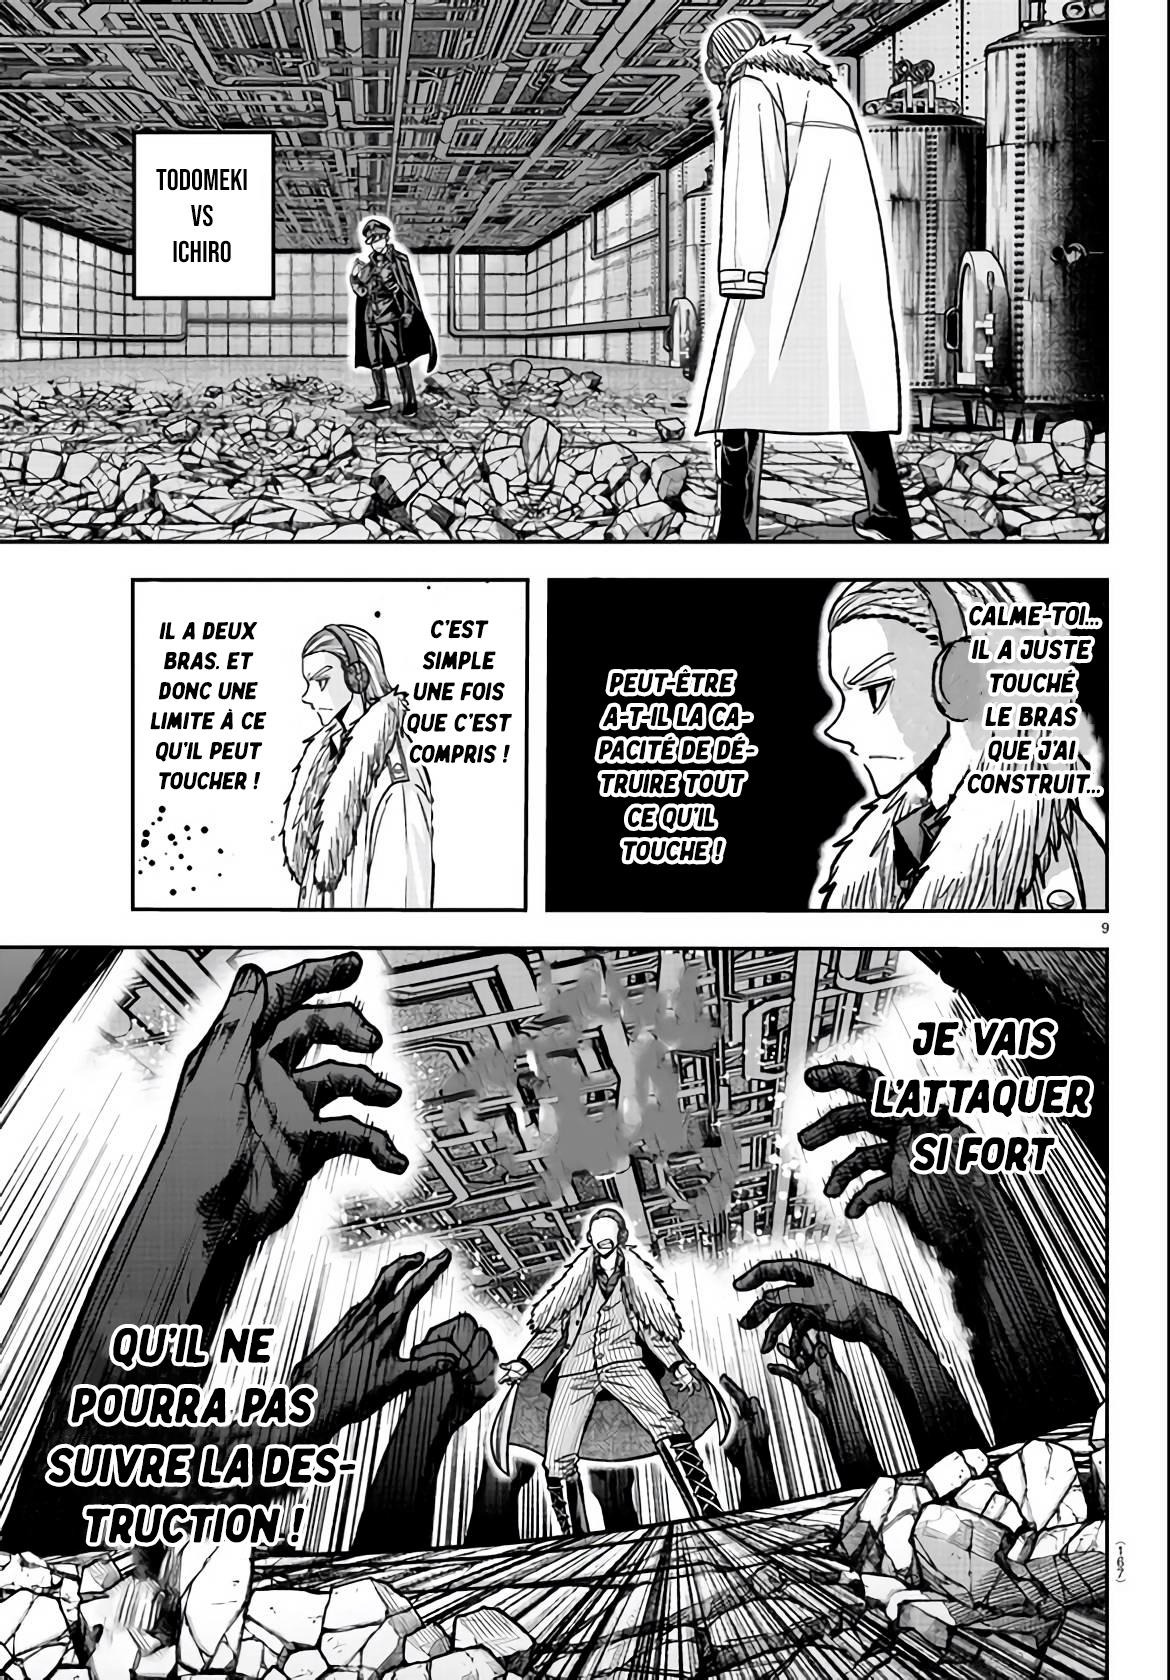 TODOMEKI
VS
ICHIRO
CALME-TOI...
IL A JUSTE
TOUCHÉ
LE BRAS
QUE J'AI
CONSTRUIT...
PEUT-ÊTRE
A-T-IL LA CA-
PACITÉ DE DÉ-
TRUIRE TOUT
CE QU'IL
TOUCHE !
C'EST
SIMPLE
UNE FOIS
QUE C'EST
COMPRIS !
IL A DEUX
BRAS. ET
DONC UNE
LIMITE À CE
QU'IL PEUT
TOUCHER !
9
JE VAIS
L'ATTAQUER
SI FORT
QU'IL NE
POURRA PAS
SUIVRE LA DES-
TRUCTION !
(167)